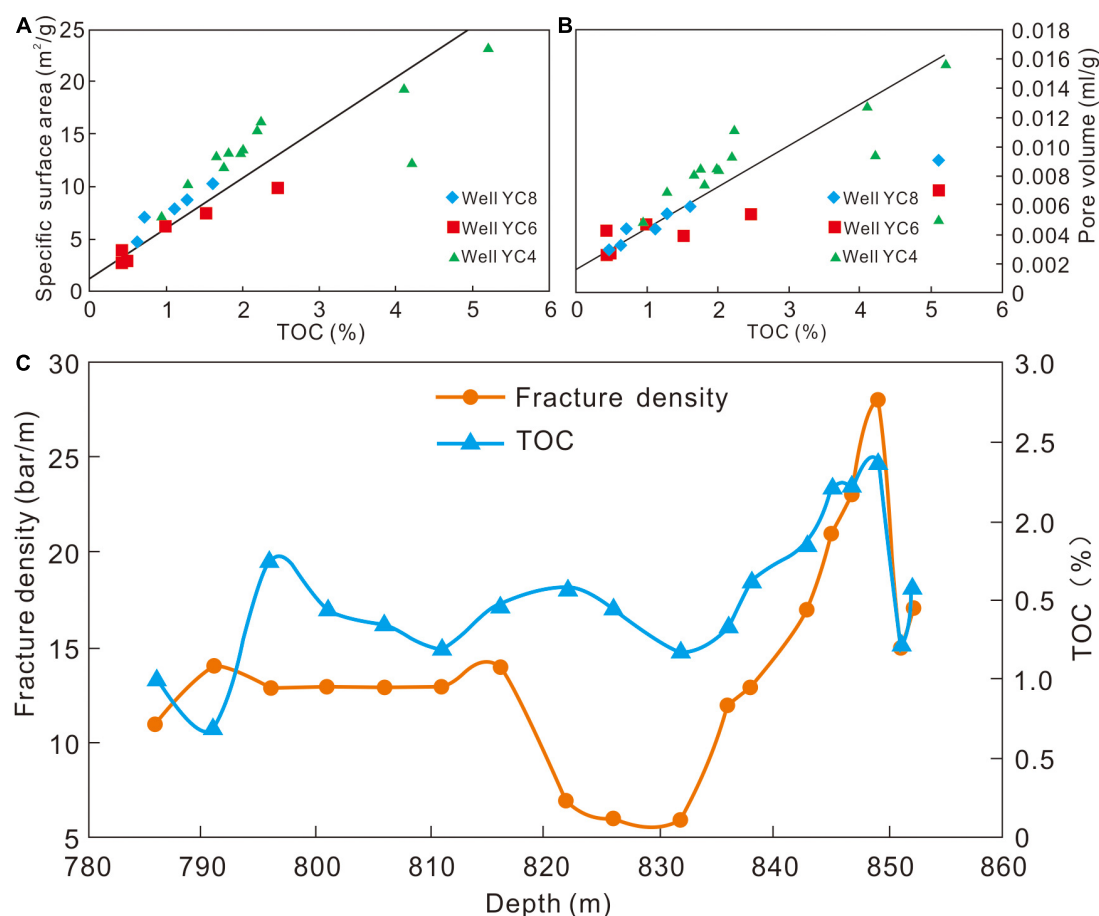 A
B
Specific surface area (m²/g)
25
20
15
10
5
0
0 1 2 3 4 5 6
TOC (%)
Well YC8
Well YC6
Well YC4
0.018
0.016
0.014
0.012
0.010
0.008
0.006
0.004
0.002
0
Pore volume (ml/g)
0 1 2 3 4 5 6
TOC (%)
Well YC8
Well YC6
Well YC4
C
Fracture density (bar/m)
30
25
20
15
10
5
Fracture density
TOC
3.0
2.5
2.0
0.5
1.0
0.5
0
TOC (%)
780 790 800 810 820 830 840 850 860
Depth (m)